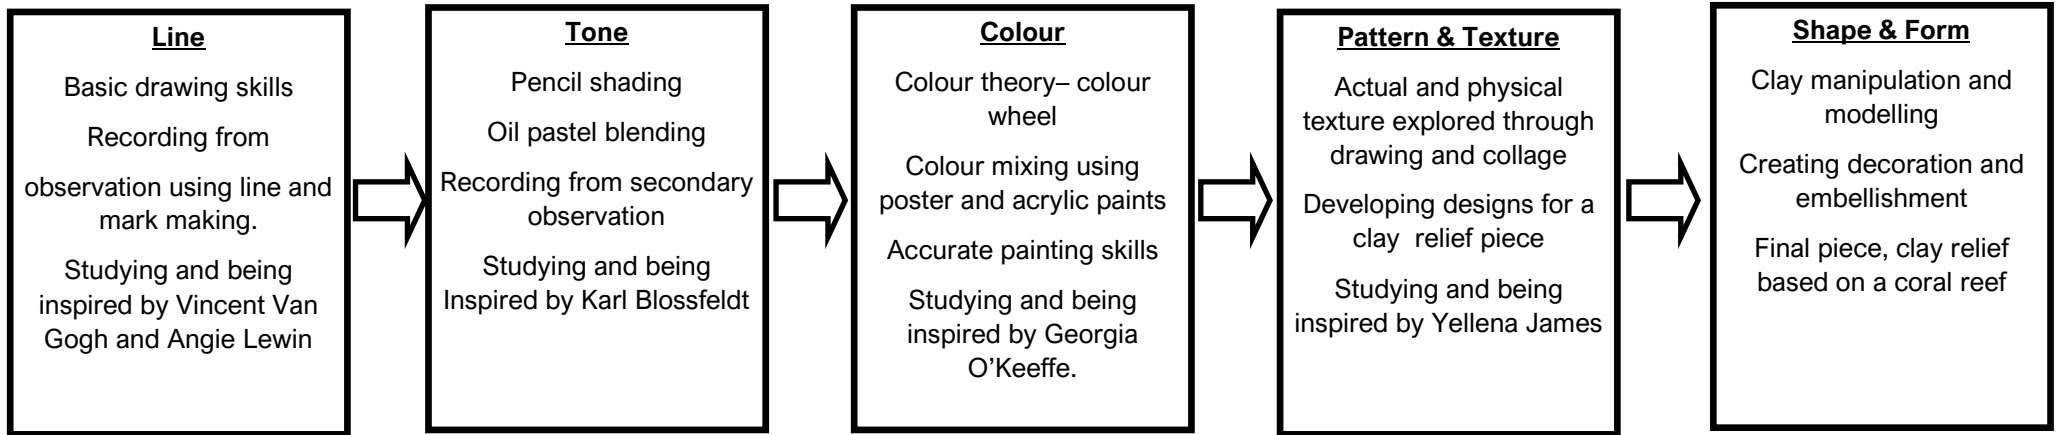 Line
Basic drawing skills
Recording from
observation using line and
mark making.
Studying and being
inspired by Vincent Van
Gogh and Angie Lewin
Tone
Pencil shading
Oil pastel blending
Recording from secondary
observation
Studying and being
Inspired by Karl Blossfeldt
Colour
Colour theory– colour
wheel
Colour mixing using
poster and acrylic paints
Accurate painting skills
Studying and being
inspired by Georgia
O’Keeffe.
Pattern & Texture
Actual and physical
texture explored through
drawing and collage
Developing designs for a
clay  relief piece
Studying and being
inspired by Yellena James
Shape & Form
Clay manipulation and
modelling
Creating decoration and
embellishment
Final piece, clay relief
based on a coral reef